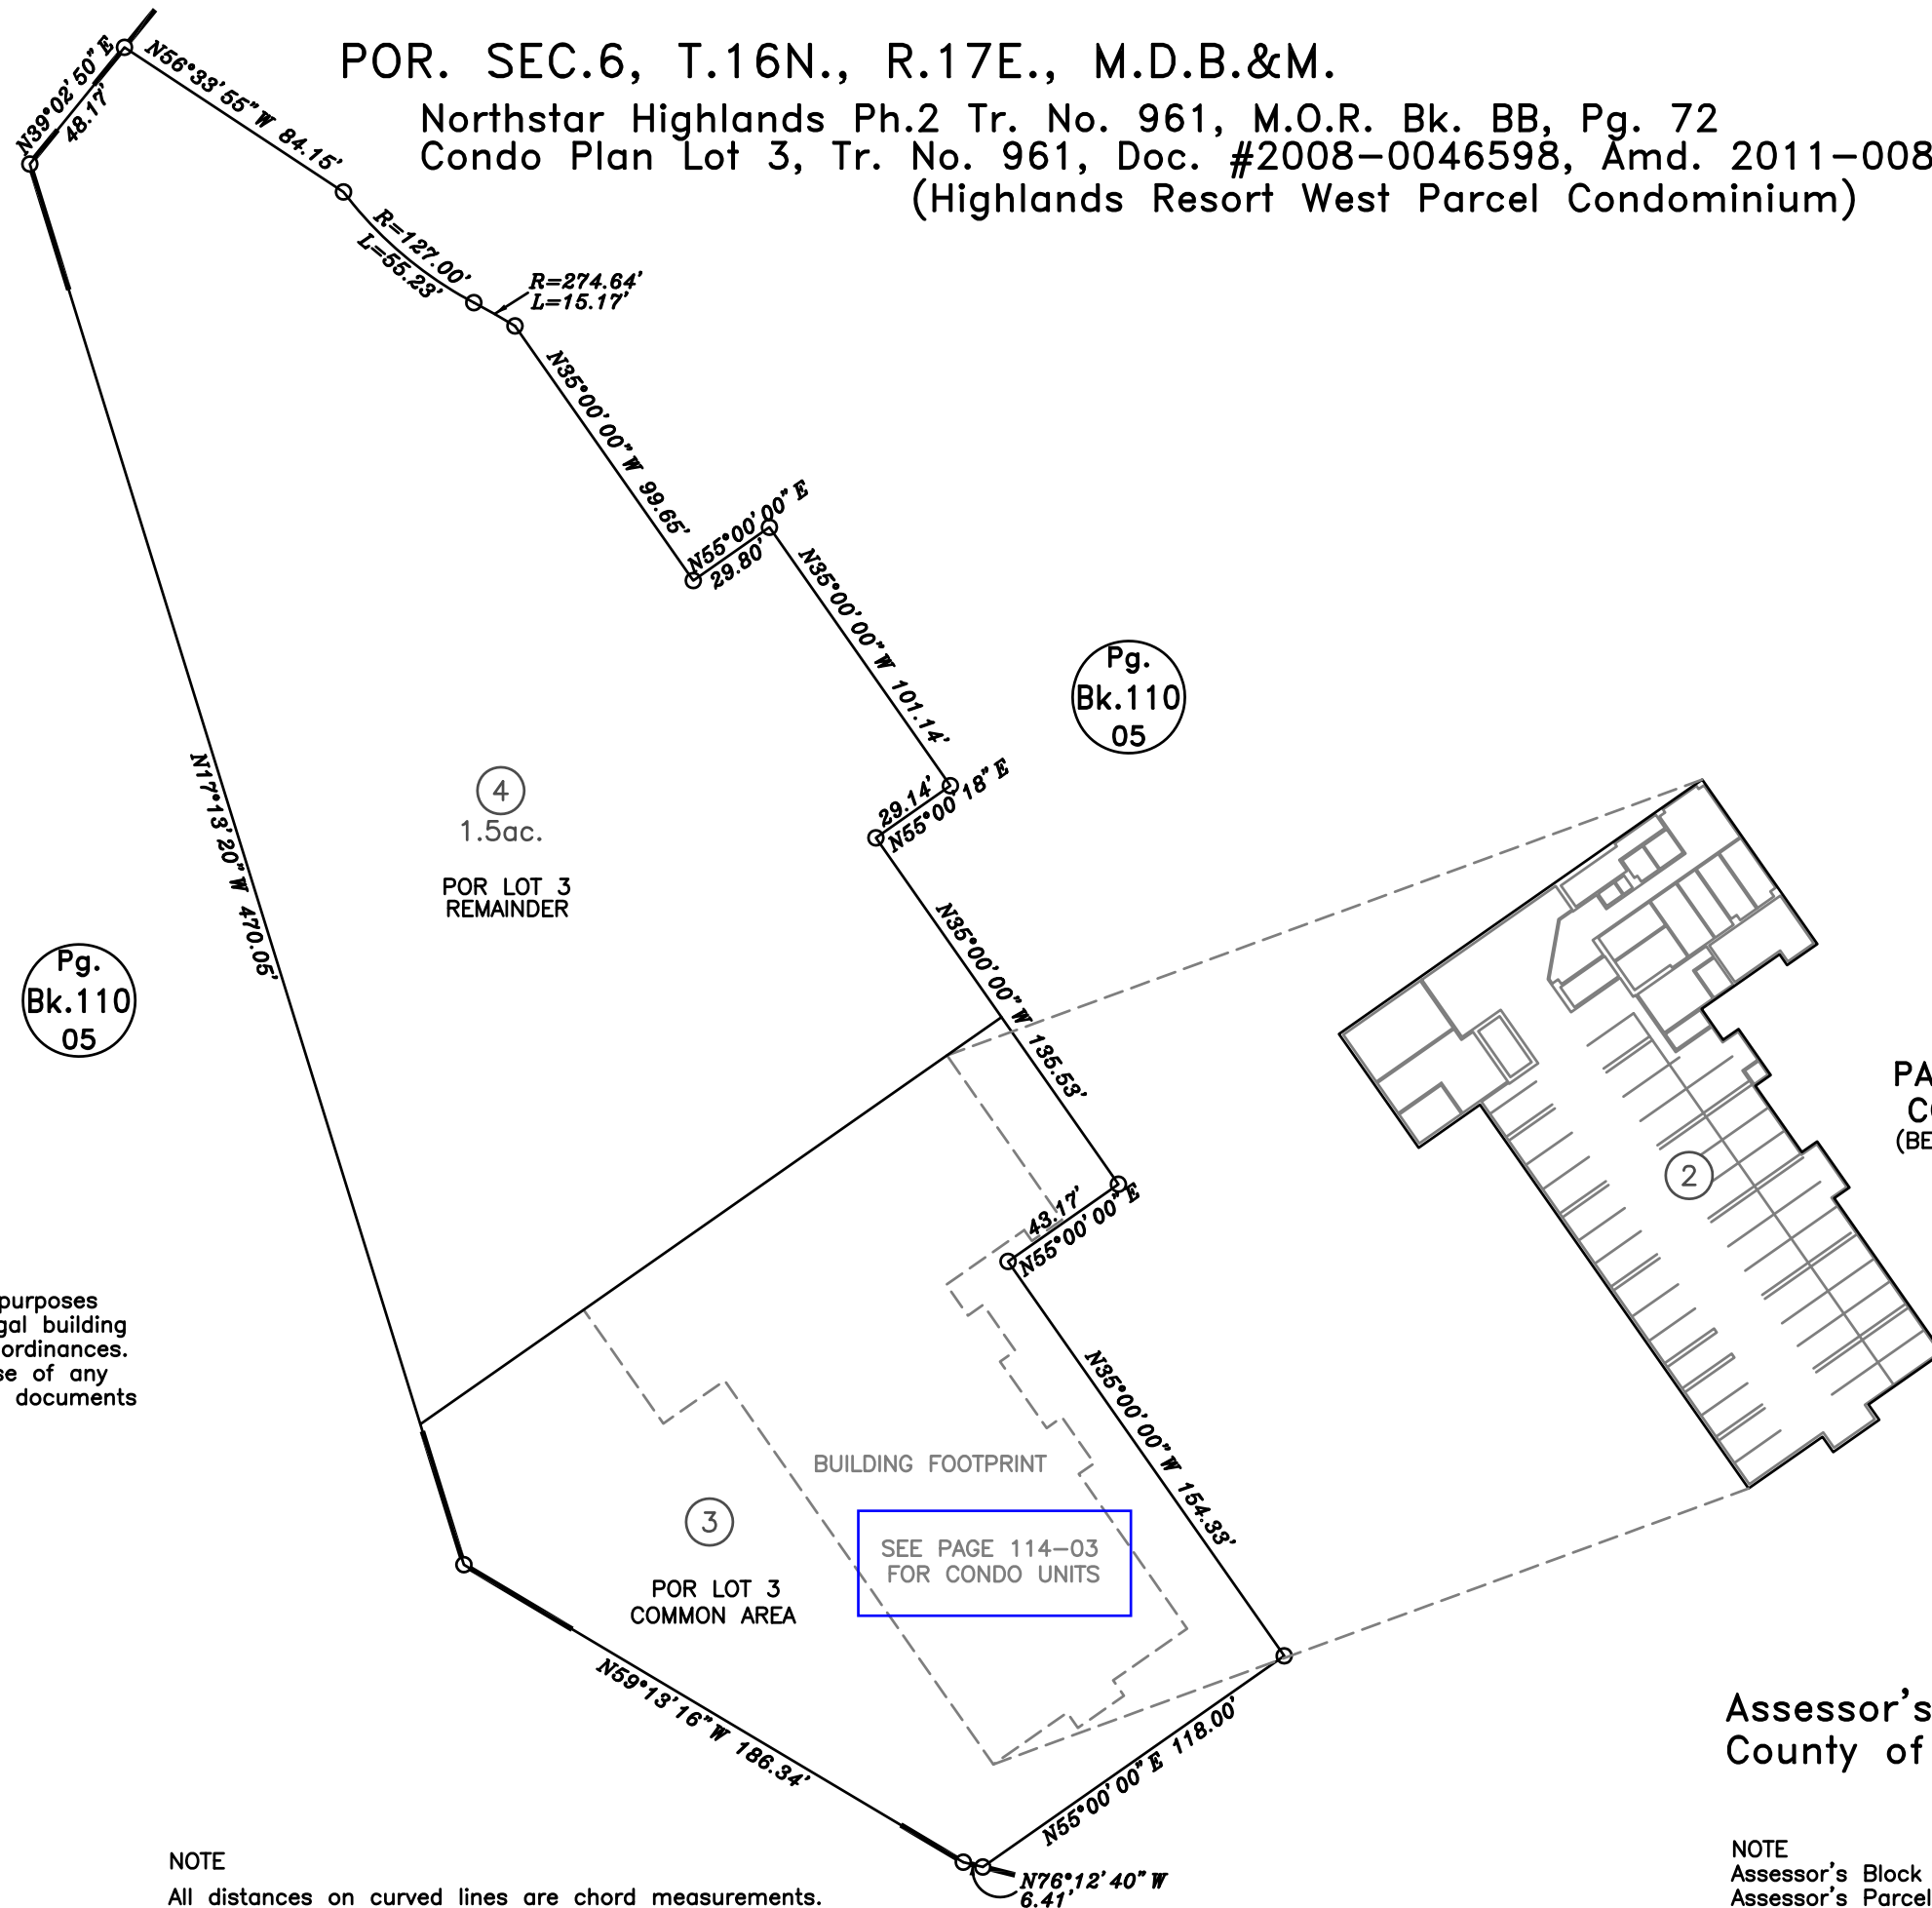 POR. SEC.6, T.16N., R.17E., M.D.B.&M.
Northstar Highlands Ph.2 Tr. No. 961, M.O.R. Bk. BB, Pg. 72
Condo Plan Lot 3, Tr. No. 961, Doc. #2008-0046598, Amd. 2011-008
(Highlands Resort West Parcel Condominium)
N39°02'50"E
48.17'
N56°33'55"W 84.15'
R=127.00'
L=55.23'
R=274.64'
L=15.17'
N35°00'00"W 99.65'
N55°00'00"E
29.80'
N35°00'00"W 101.14'
Pg.
Bk.110
05
29.14'
N55°00'18"E
N17°13'20"W 470.05'
4
1.5ac.
POR LOT 3
REMAINDER
N35°00'00"W 135.53'
Pg.
Bk.110
05
PA
CO
(BE
2
43.17'
N55°00'00"E
purposes
gal building
ordinances.
se of any
documents
N35°00'00"W 154.33'
BUILDING FOOTPRINT
3
SEE PAGE 114-03
FOR CONDO UNITS
POR LOT 3
COMMON AREA
N59°13'16"W 186.34'
N55°00'00"E 118.00'
Assessor's
County of
N76°12'40"W
6.41'
NOTE
All distances on curved lines are chord measurements.
NOTE
Assessor's Block
Assessor's Parcel